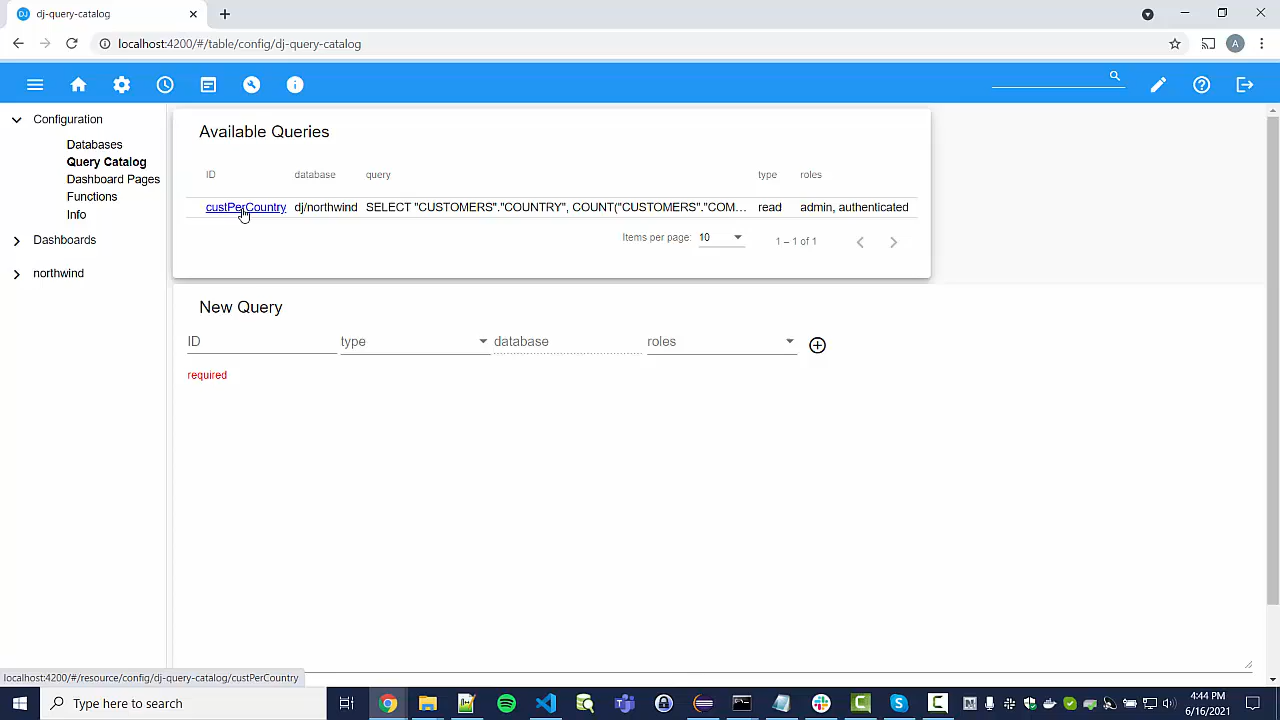 DJ dj-query-catalog
localhost:4200/#/table/config/dj-query-catalog
A
Configuration
Databases
Query Catalog
Dashboard Pages
Functions
Info
Dashboards
northwind
Available Queries
ID database query type roles
custPerCountry dj/northwind SELECT "CUSTOMERS"."COUNTRY", COUNT("CUSTOMERS"."COM... read admin, authenticated
Items per page: 10 1 – 1 of 1
New Query
ID type database roles
required
localhost:4200/#/resource/config/dj-query-catalog/custPerCountry
Type here to search
4:44 PM
6/16/2021